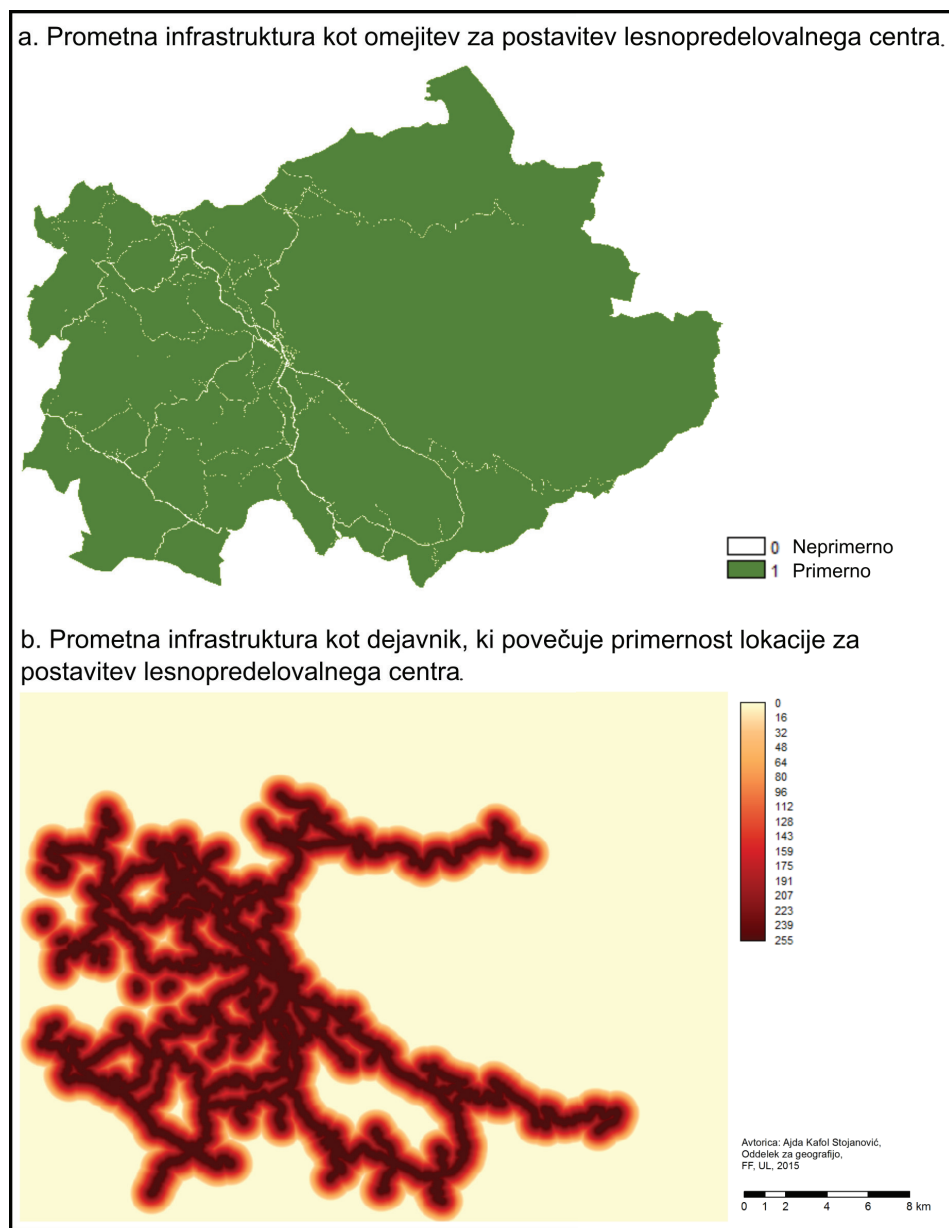 a. Prometna infrastruktura kot omejitev za postavitev lesnopredelovalnega centra.
0 Neprimerno
1 Primerno
b. Prometna infrastruktura kot dejavnik, ki povečuje primernost lokacije za
postavitev lesnopredelovalnega centra.
0
16
32
48
64
80
96
112
128
143
159
175
191
207
223
239
255
Avtorica: Ajda Kafol Stojanović,
Oddelek za geografijo,
FF, UL, 2015
0 1 2 4 6 8 km